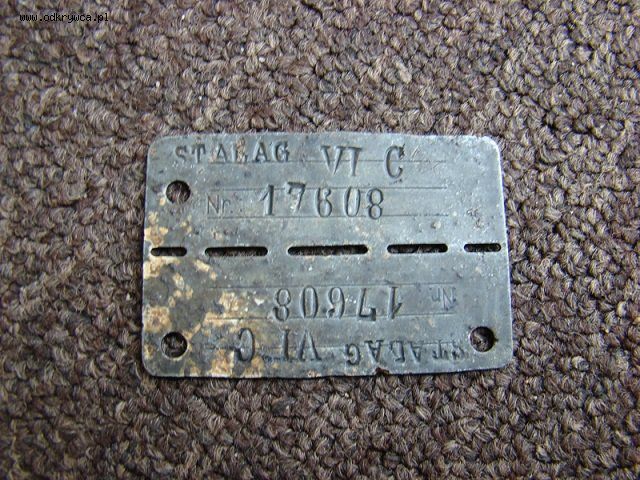 www.odkrywca.pl
STALAG VI C
Nr. 17608
Nr. 17608
STALAG VI C